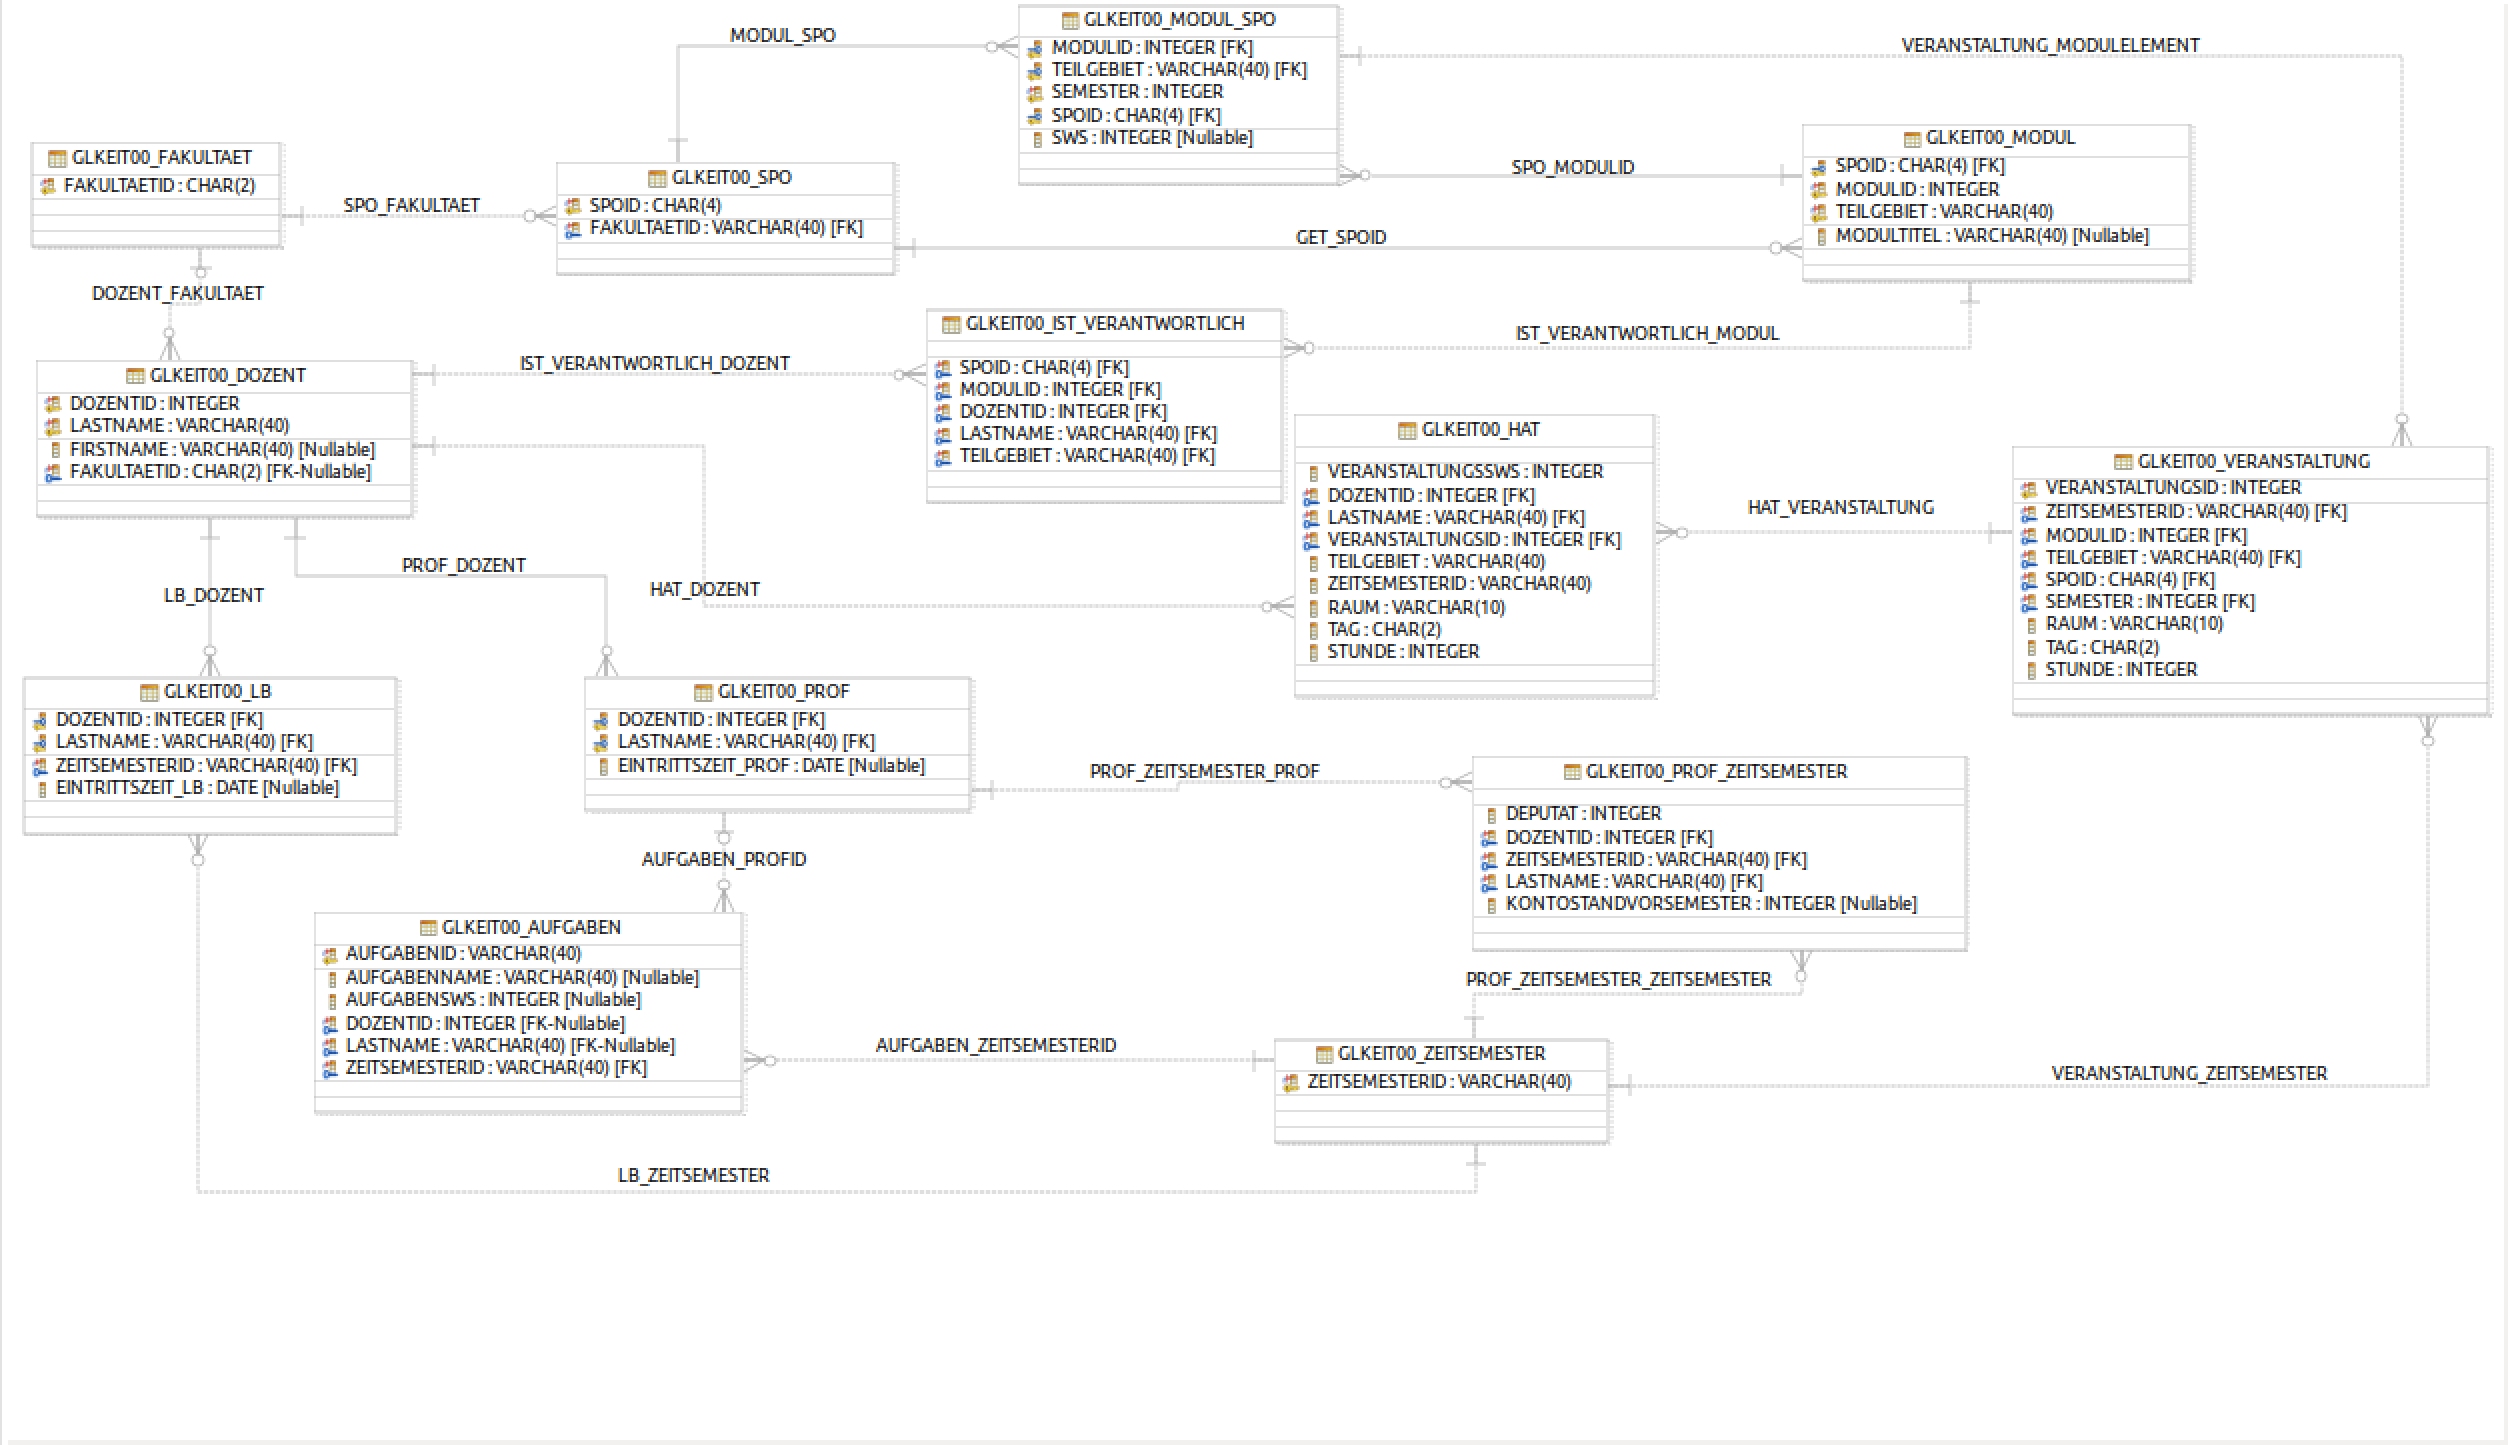 GLKEIT00_MODUL_SPO
MODULID : INTEGER [FK]
TEILGEBIET : VARCHAR(40) [FK]
SEMESTER : INTEGER
SPOID : CHAR(4) [FK]
SWS : INTEGER [Nullable]
MODUL_SPO
VERANSTALTUNG_MODULELEMENT
GLKEIT00_FAKULTAET
FAKULTAETID : CHAR(2)
SPO_FAKULTAET
GLKEIT00_SPO
SPOID : CHAR(4)
FAKULTAETID : VARCHAR(40) [FK]
SPO_MODULID
GET_SPOID
GLKEIT00_MODUL
SPOID : CHAR(4) [FK]
MODULID : INTEGER
TEILGEBIET : VARCHAR(40)
MODULTITEL : VARCHAR(40) [Nullable]
DOZENT_FAKULTAET
GLKEIT00_DOZENT
DOZENTID : INTEGER
LASTNAME : VARCHAR(40)
FIRSTNAME : VARCHAR(40) [Nullable]
FAKULTAETID : CHAR(2) [FK-Nullable]
IST_VERANTWORTLICH_DOZENT
GLKEIT00_IST_VERANTWORTLICH
SPOID : CHAR(4) [FK]
MODULID : INTEGER [FK]
DOZENTID : INTEGER [FK]
LASTNAME : VARCHAR(40) [FK]
TEILGEBIET : VARCHAR(40) [FK]
IST_VERANTWORTLICH_MODUL
GLKEIT00_HAT
VERANSTALTUNGSSWS : INTEGER
DOZENTID : INTEGER [FK]
LASTNAME : VARCHAR(40) [FK]
VERANSTALTUNGSID : INTEGER [FK]
TEILGEBIET : VARCHAR(40)
ZEITSEMESTERID : VARCHAR(40)
RAUM : VARCHAR(10)
TAG : CHAR(2)
STUNDE : INTEGER
HAT_VERANSTALTUNG
GLKEIT00_VERANSTALTUNG
VERANSTALTUNGSID : INTEGER
ZEITSEMESTERID : VARCHAR(40) [FK]
MODULID : INTEGER [FK]
TEILGEBIET : VARCHAR(40) [FK]
SPOID : CHAR(4) [FK]
SEMESTER : INTEGER [FK]
RAUM : VARCHAR(10)
TAG : CHAR(2)
STUNDE : INTEGER
PROF_DOZENT
LB_DOZENT
HAT_DOZENT
GLKEIT00_LB
DOZENTID : INTEGER [FK]
LASTNAME : VARCHAR(40) [FK]
ZEITSEMESTERID : VARCHAR(40) [FK]
EINTRITTSZEIT_LB : DATE [Nullable]
GLKEIT00_PROF
DOZENTID : INTEGER [FK]
LASTNAME : VARCHAR(40) [FK]
EINTRITTSZEIT_PROF : DATE [Nullable]
PROF_ZEITSEMESTER_PROF
GLKEIT00_PROF_ZEITSEMESTER
DEPUTAT : INTEGER
DOZENTID : INTEGER [FK]
ZEITSEMESTERID : VARCHAR(40) [FK]
LASTNAME : VARCHAR(40) [FK]
KONTOSTANDVORSEMESTER : INTEGER [Nullable]
AUFGABEN_PROFID
GLKEIT00_AUFGABEN
AUFGABENID : VARCHAR(40)
AUFGABENNAME : VARCHAR(40) [Nullable]
AUFGABENSWS : INTEGER [Nullable]
DOZENTID : INTEGER [FK-Nullable]
LASTNAME : VARCHAR(40) [FK-Nullable]
ZEITSEMESTERID : VARCHAR(40) [FK]
PROF_ZEITSEMESTER_ZEITSEMESTER
AUFGABEN_ZEITSEMESTERID
GLKEIT00_ZEITSEMESTER
ZEITSEMESTERID : VARCHAR(40)
VERANSTALTUNG_ZEITSEMESTER
LB_ZEITSEMESTER